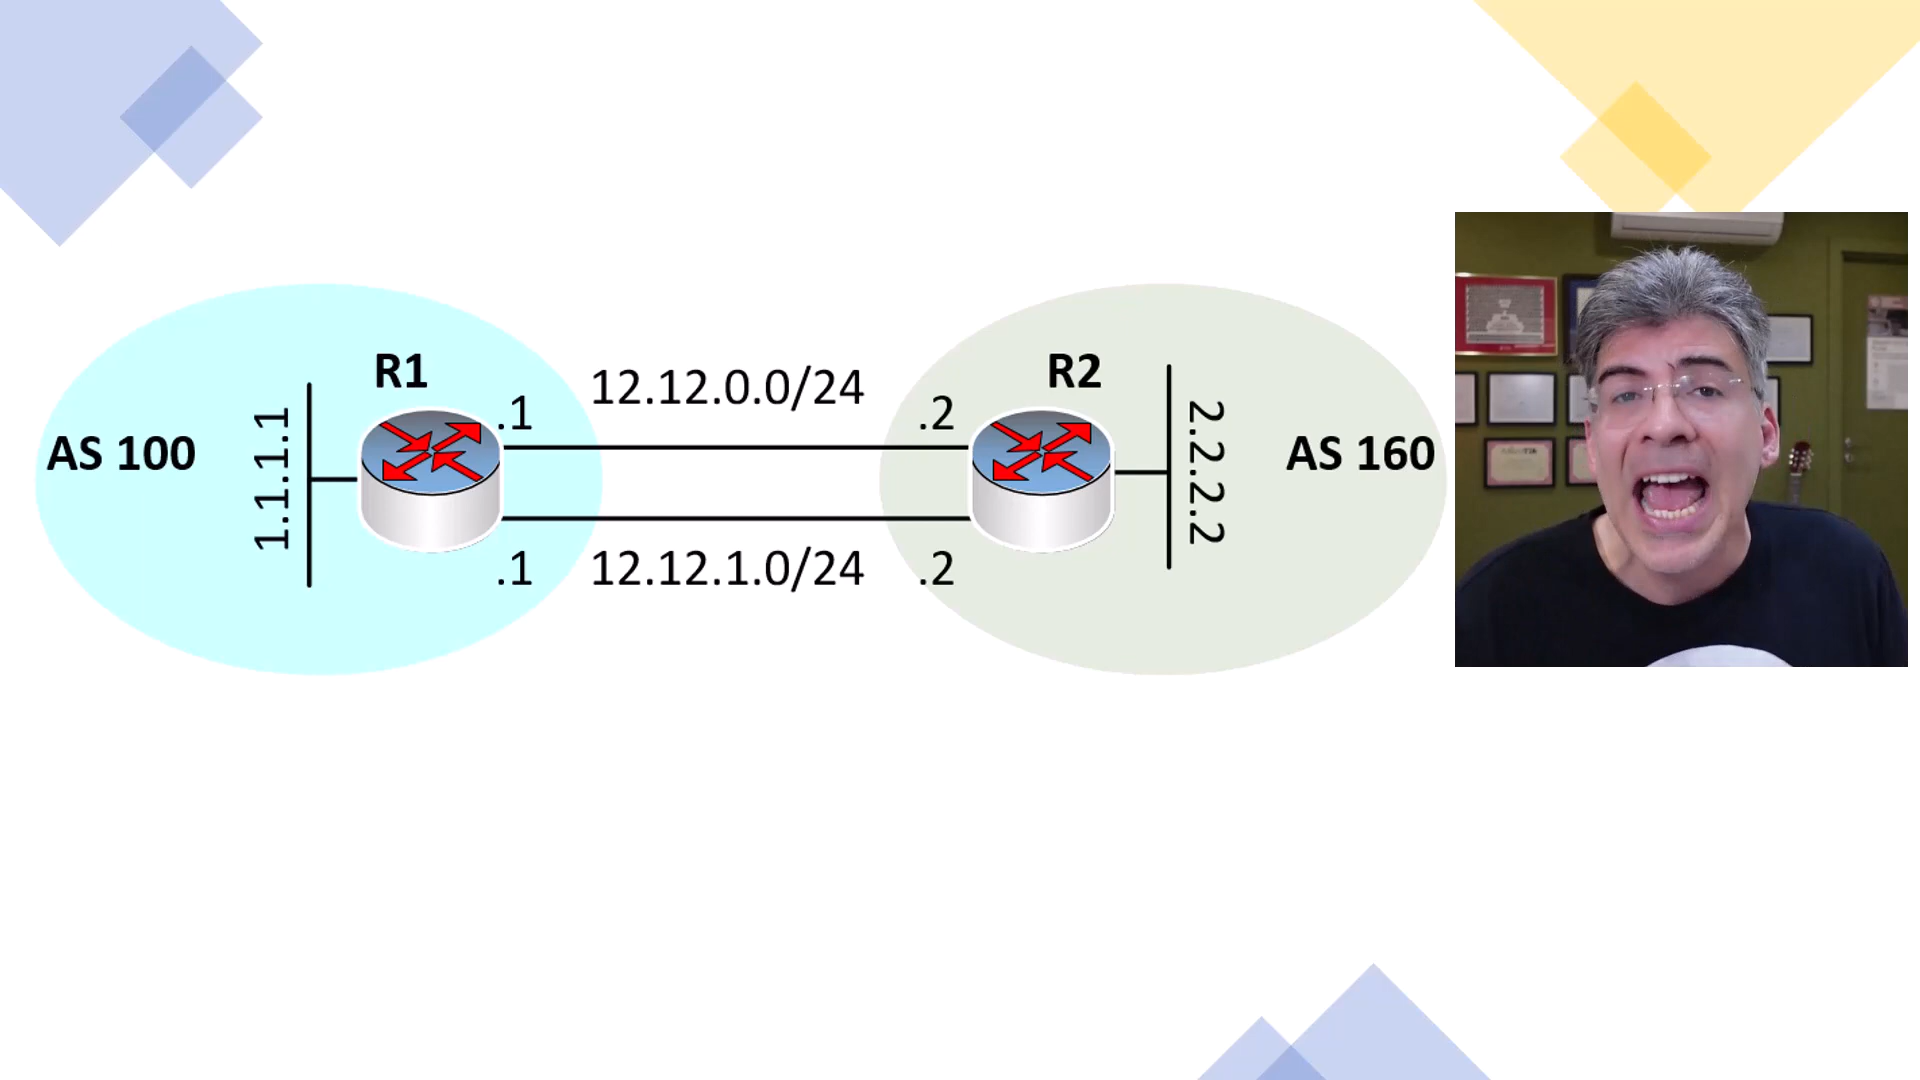 AS 100
1.1.1.1
R1
.1
12.12.0.0/24
.2
R2
2.2.2.2
AS 160
.1
12.12.1.0/24
.2